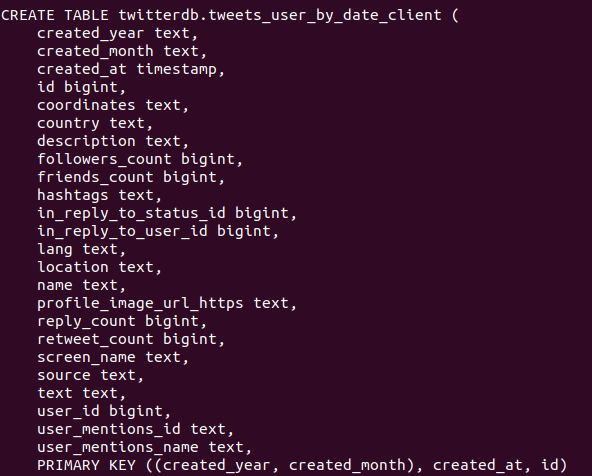 CREATE TABLE twitterdb.tweets_user_by_date_client (
    created_year text,
    created_month text,
    created_at timestamp,
    id bigint,
    coordinates text,
    country text,
    description text,
    followers_count bigint,
    friends_count bigint,
    hashtags text,
    in_reply_to_status_id bigint,
    in_reply_to_user_id bigint,
    lang text,
    location text,
    name text,
    profile_image_url_https text,
    reply_count bigint,
    retweet_count bigint,
    screen_name text,
    source text,
    text text,
    user_id bigint,
    user_mentions_id text,
    user_mentions_name text,
    PRIMARY KEY ((created_year, created_month), created_at, id)